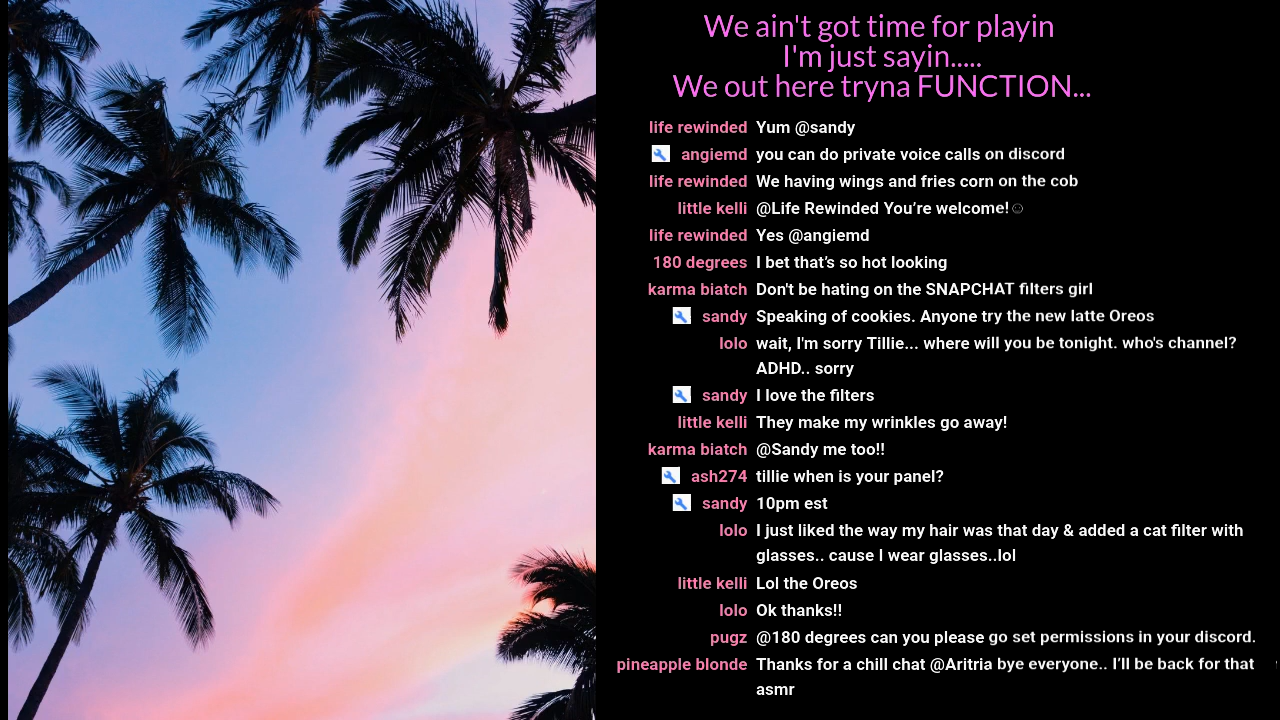 We ain't got time for playin
I'm just sayin.....
We out here tryna FUNCTION...
life rewinded Yum @sandy
angiemd you can do private voice calls on discord
life rewinded We having wings and fries corn on the cob
little kelli @Life Rewinded You’re welcome!
life rewinded Yes @angiemd
180 degrees I bet that’s so hot looking
karma biatch Don't be hating on the SNAPCHAT filters girl
sandy Speaking of cookies. Anyone try the new latte Oreos
lolo wait, I'm sorry Tillie... where will you be tonight. who's channel?
ADHD.. sorry
sandy I love the filters
little kelli They make my wrinkles go away!
karma biatch @Sandy me too!!
ash274 tillie when is your panel?
sandy 10pm est
lolo I just liked the way my hair was that day & added a cat filter with
glasses.. cause I wear glasses..lol
little kelli Lol the Oreos
lolo Ok thanks!!
pugz @180 degrees can you please go set permissions in your discord.
pineapple blonde Thanks for a chill chat @Aritria bye everyone.. I’ll be back for that
asmr